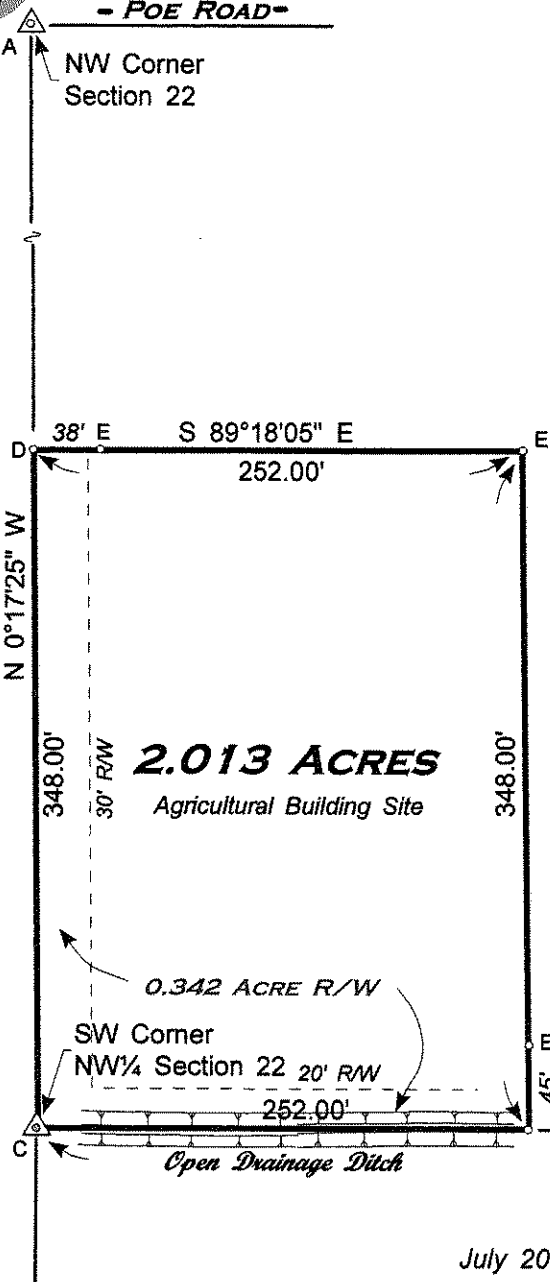 - POE ROAD-
A
NW Corner
Section 22
38' E S 89°18'05" E
D
E
252.00'
N 0°17'25" W
348.00'
30' R/W
2.013 ACRES
Agricultural Building Site
348.00'
0.342 ACRE R/W
SW Corner
NW¼ Section 22
20' R/W
E
45'
252.00'
C
Open Drainage Ditch
July 20